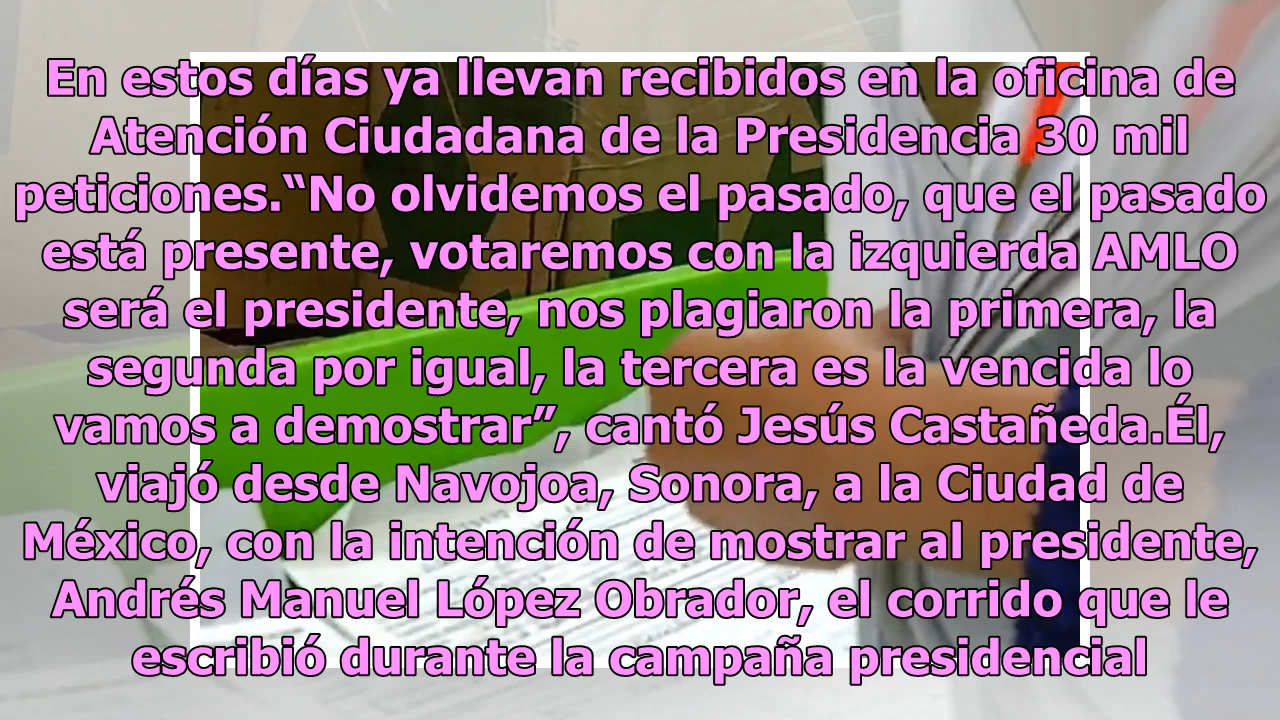 En estos días ya llevan recibidos en la oficina de
Atención Ciudadana de la Presidencia 30 mil
peticiones.“No olvidemos el pasado, que el pasado
está presente, votaremos con la izquierda AMLO
será el presidente, nos plagiaron la primera, la
segunda por igual, la tercera es la vencida lo
vamos a demostrar”, cantó Jesús Castañeda.Él,
viajó desde Navojoa, Sonora, a la Ciudad de
México, con la intención de mostrar al presidente,
Andrés Manuel López Obrador, el corrido que le
escribió durante la campaña presidencial